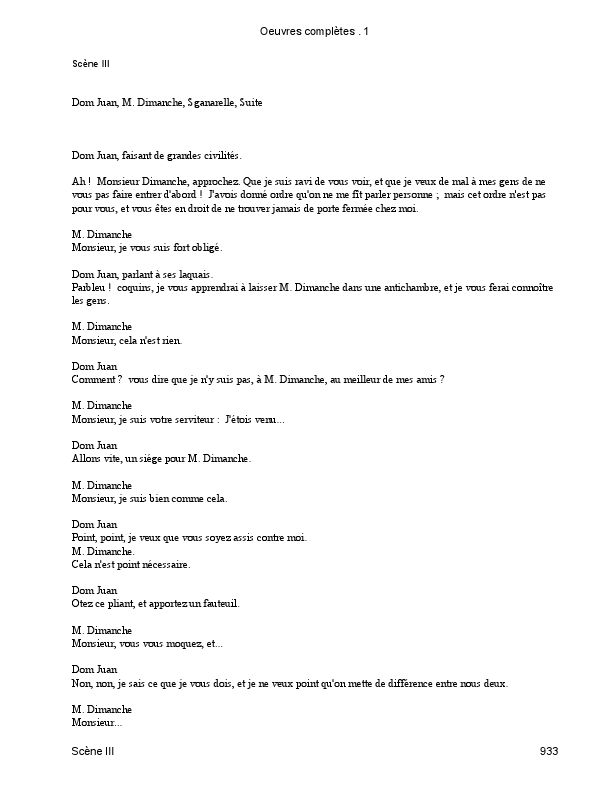 Oeuvres complètes . 1
Scène III
Dom Juan, M. Dimanche, Sganarelle, Suite
Dom Juan, faisant de grandes civilités.
Ah !  Monsieur Dimanche, approchez. Que je suis ravi de vous voir, et que je veux de mal à mes gens de ne
vous pas faire entrer d'abord !  J'avois donné ordre qu'on ne me fît parler personne ;  mais cet ordre n'est pas
pour vous, et vous êtes en droit de ne trouver jamais de porte fermée chez moi.
M. Dimanche
Monsieur, je vous suis fort obligé.
Dom Juan, parlant à ses laquais.
Parbleu !  coquins, je vous apprendrai à laisser M. Dimanche dans une antichambre, et je vous ferai connoître
les gens.
M. Dimanche
Monsieur, cela n'est rien.
Dom Juan
Comment ?  vous dire que je n'y suis pas, à M. Dimanche, au meilleur de mes amis ?
M. Dimanche
Monsieur, je suis votre serviteur :  J'étois venu...
Dom Juan
Allons vite, un siége pour M. Dimanche.
M. Dimanche
Monsieur, je suis bien comme cela.
Dom Juan
Point, point, je veux que vous soyez assis contre moi.
M. Dimanche.
Cela n'est point nécessaire.
Dom Juan
Otez ce pliant, et apportez un fauteuil.
M. Dimanche
Monsieur, vous vous moquez, et...
Dom Juan
Non, non, je sais ce que je vous dois, et je ne veux point qu'on mette de différence entre nous deux.
M. Dimanche
Monsieur...
Scène III 933